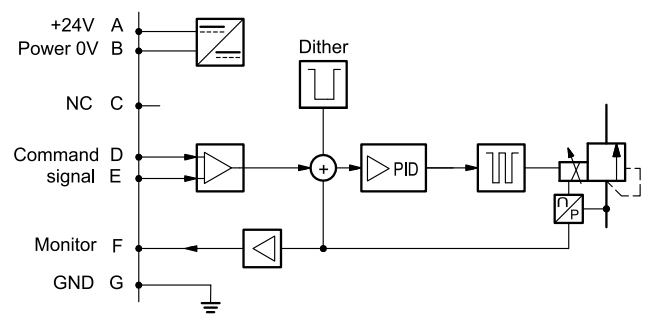 +24V A
Power 0V B
Dither
NC C
Command D
signal E
PID
U
P
Monitor F
GND G